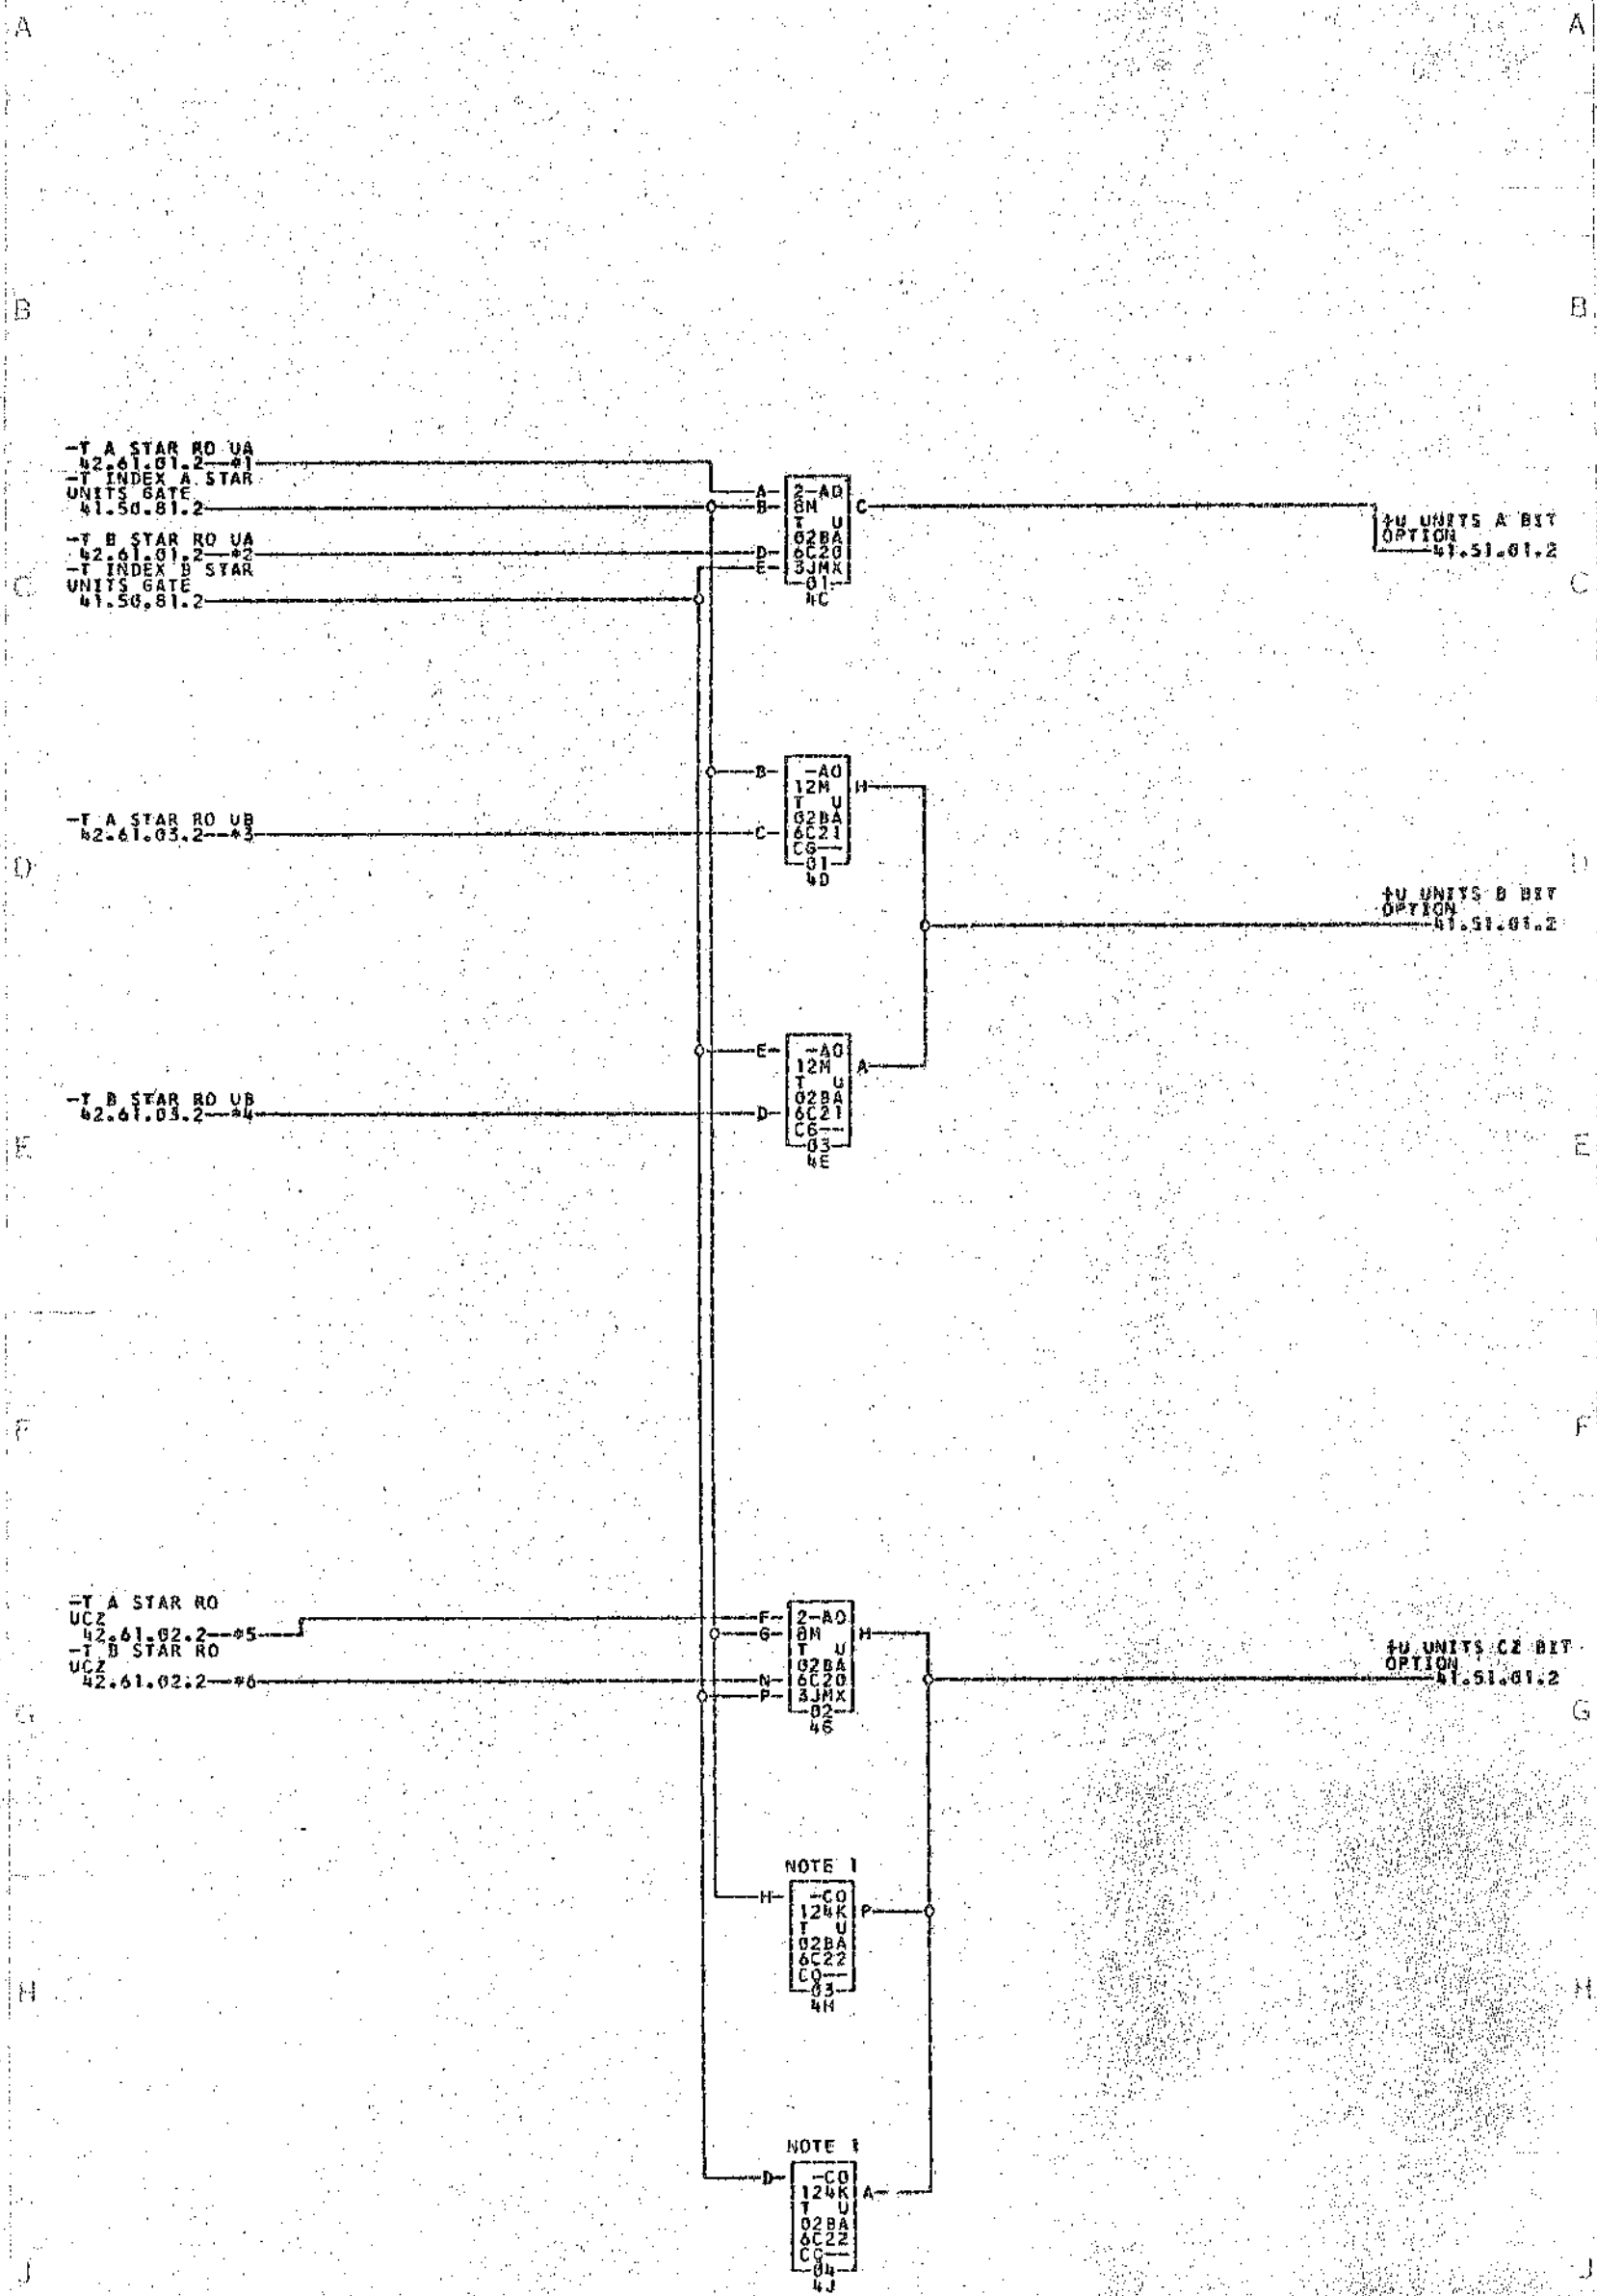 A A
B B
-T A STAR RO UA
42.61.01.2--*1
-T INDEX A STAR
UNITS GATE
41.50.81.2
-T B STAR RO UA
42.61.01.2--*2
-T INDEX B STAR
UNITS GATE
41.50.81.2
A 2-AO
B 8M C
T U
02BA
D 6C20
E 3JMX
01
4C
+U UNITS A BIT
OPTION
41.51.01.2
C C
B -AO
12M H
T U
02BA
C 6C21
C6--
01
4D
-T A STAR RO UB
42.61.03.2--*3
D D
+U UNITS B BIT
OPTION
41.51.01.2
E -AO
12M A
T U
02BA
D 6C21
C6--
03
4E
-T B STAR RO UB
42.61.03.2--*4
E E
F F
-T A STAR RO
UCZ
42.61.02.2--*5
-T B STAR RO
UCZ
42.61.02.2--*6
F 2-AO
G 8M H
T U
02BA
N 6C20
P 3JMX
02
4G
+U UNITS CZ BIT
OPTION
41.51.01.2
G G
NOTE 1
H -CO
124K P
T U
02BA
6C22
03
4H
H H
NOTE 1
D -CO
124K A
T U
02BA
6C22
04
4J
J J